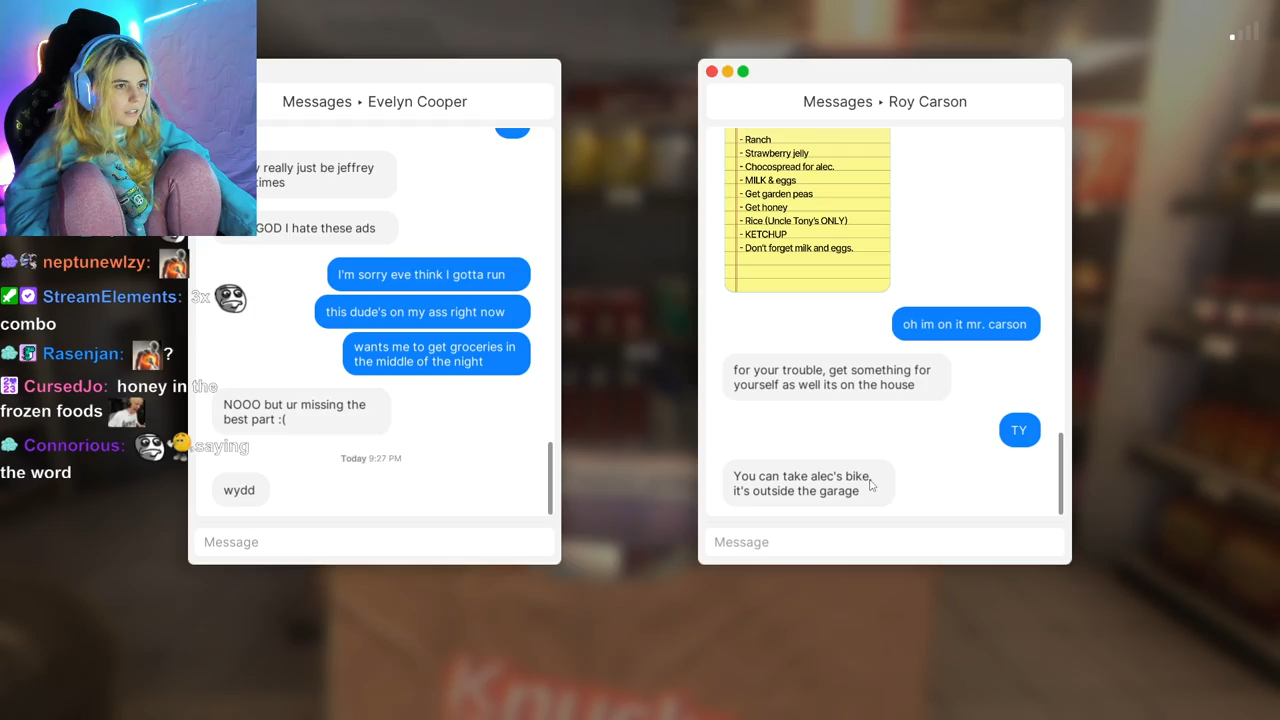 Messages ▸ Evelyn Cooper
really just be jeffrey
times
GOD I hate these ads
I'm sorry eve think I gotta run
this dude's on my ass right now
wants me to get groceries in
the middle of the night
NOOO but ur missing the
best part :(
Today 9:27 PM
wydd
Message
Messages ▸ Roy Carson
- Ranch
- Strawberry jelly
- Chocospread for alec.
- MILK & eggs
- Get garden peas
- Get honey
- Rice (Uncle Tony's ONLY)
- KETCHUP
- Don't forget milk and eggs.
oh im on it mr. carson
for your trouble, get something for
yourself as well its on the house
TY
You can take alec's bike,
it's outside the garage
Message
neptunewlzy:
StreamElements: 3x
combo
Rasenjan: ?
CursedJo: honey in the
frozen foods
Connorious: saying
the word